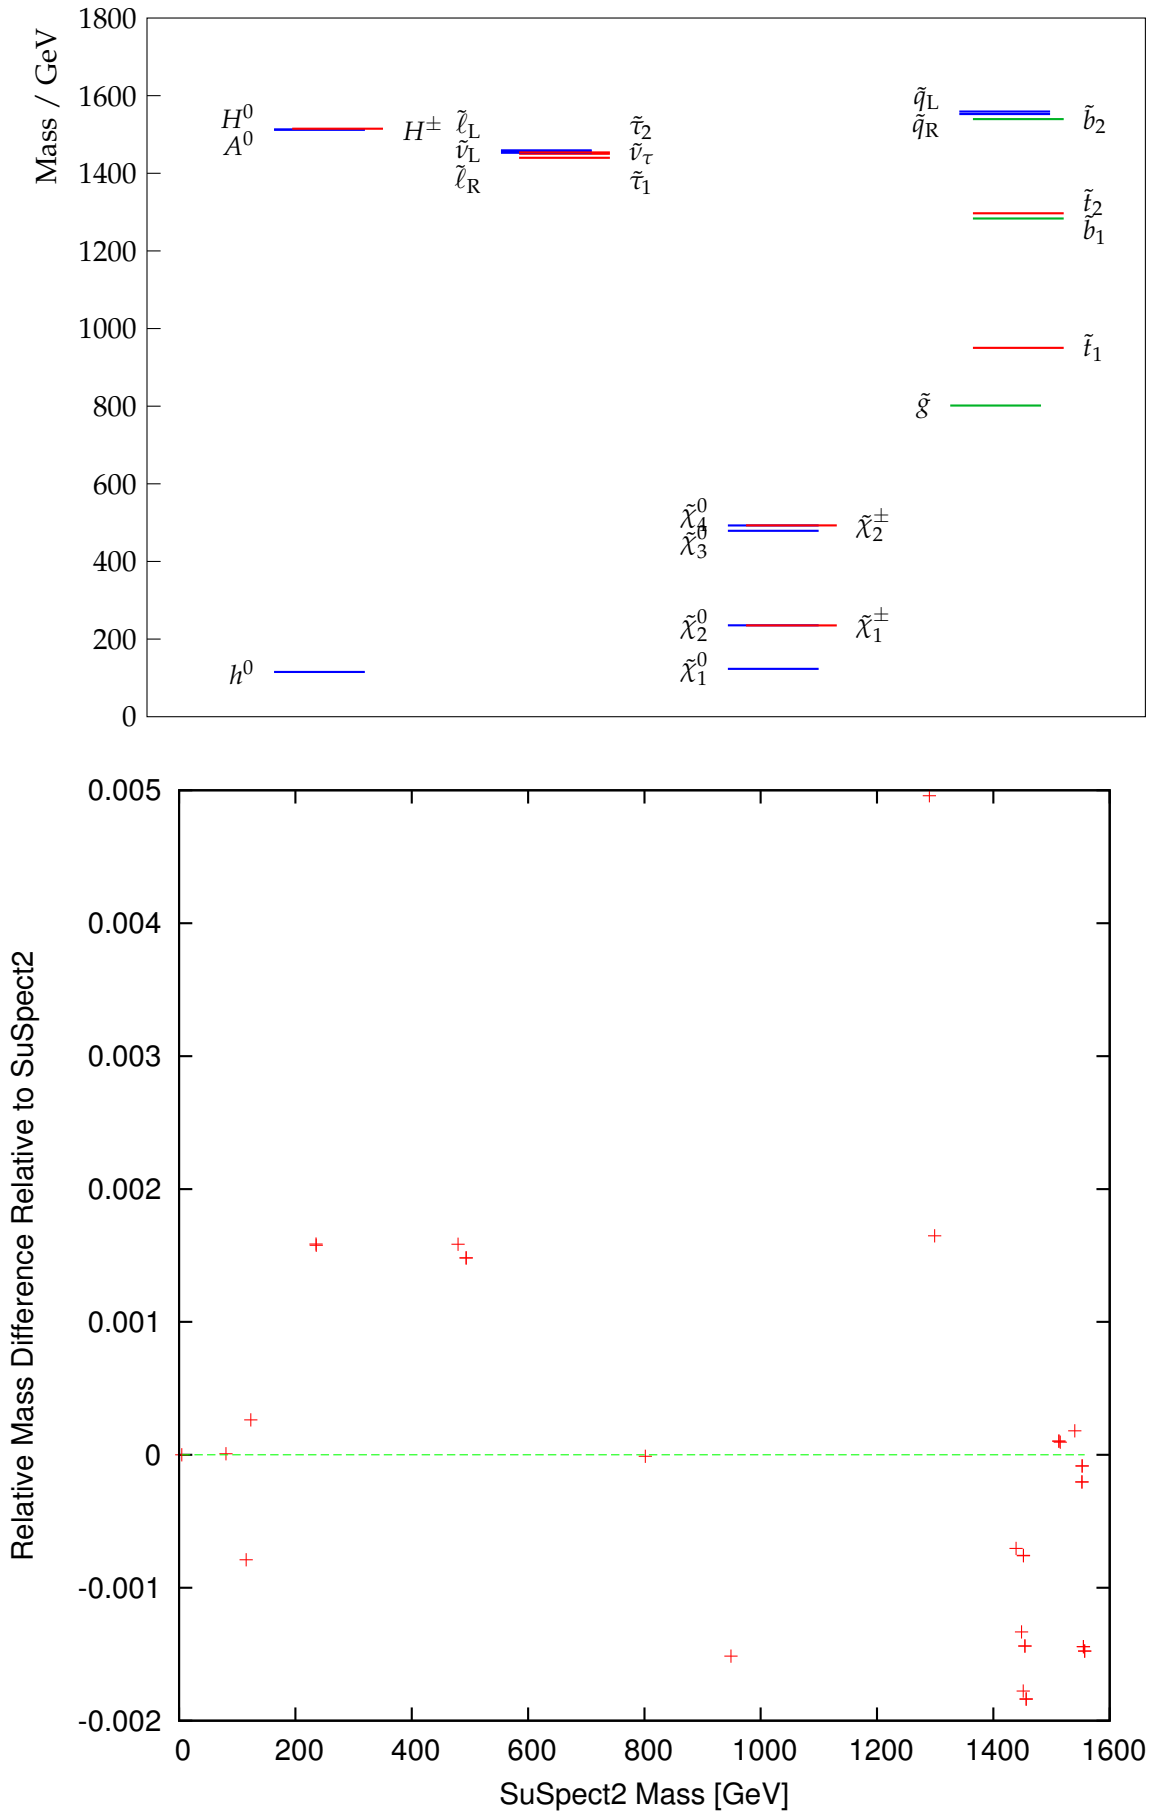 Mass / GeV
1800
1600
1400
1200
1000
800
600
400
200
0
H⁰
A⁰
H±
h⁰
ℓ̃L
ν̃L
ℓ̃R
τ̃2
ν̃τ
τ̃1
χ̃⁰4
χ̃⁰3
χ̃±2
χ̃⁰2
χ̃±1
χ̃⁰1
q̃L
q̃R
b̃2
t̃2
b̃1
t̃1
g̃
Relative Mass Difference Relative to SuSpect2
0.005
0.004
0.003
0.002
0.001
0
-0.001
-0.002
0 200 400 600 800 1000 1200 1400 1600
SuSpect2 Mass [GeV]